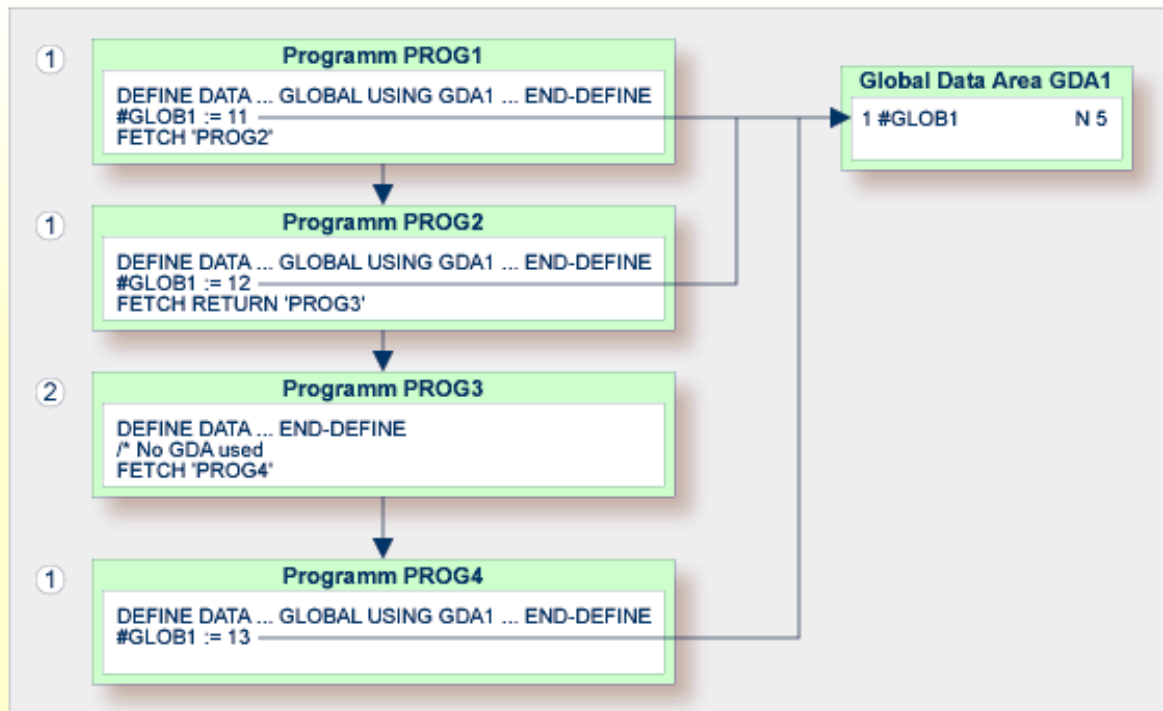 1
Programm PROG1
DEFINE DATA ... GLOBAL USING GDA1 ... END-DEFINE
#GLOB1 := 11
FETCH 'PROG2'
Global Data Area GDA1
1 #GLOB1 N 5
1
Programm PROG2
DEFINE DATA ... GLOBAL USING GDA1 ... END-DEFINE
#GLOB1 := 12
FETCH RETURN 'PROG3'
2
Programm PROG3
DEFINE DATA ... END-DEFINE
/* No GDA used
FETCH 'PROG4'
1
Programm PROG4
DEFINE DATA ... GLOBAL USING GDA1 ... END-DEFINE
#GLOB1 := 13